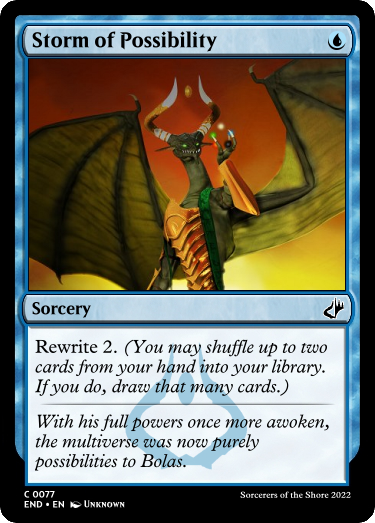 Storm of Possibility
Sorcery
Rewrite 2. (You may shuffle up to two
cards from your hand into your library.
If you do, draw that many cards.)
With his full powers once more awoken,
the multiverse was now purely
possibilities to Bolas.
C 0077
END • EN Unknown
Sorcerers of the Shore 2022